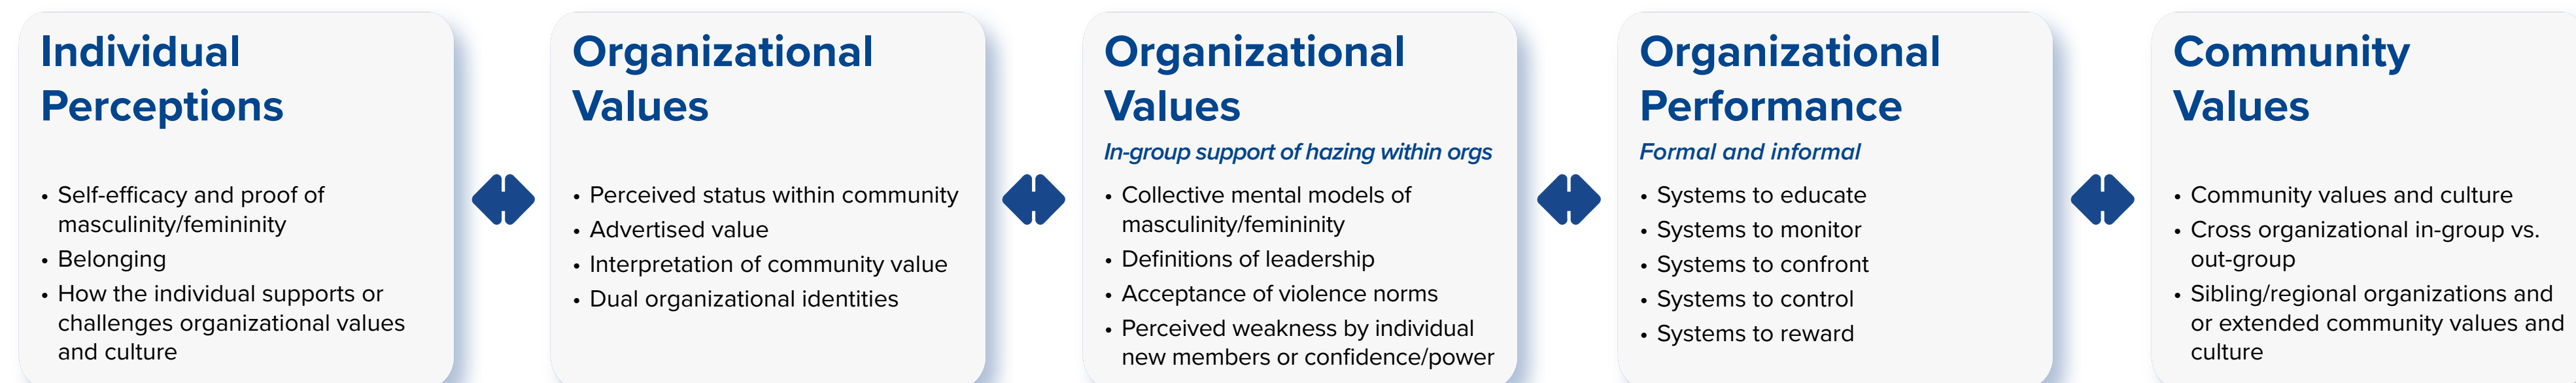 Individual
Perceptions
• Self-efficacy and proof of
masculinity/femininity
• Belonging
• How the individual supports or
challenges organizational values
and culture
Organizational
Values
• Perceived status within community
• Advertised value
• Interpretation of community value
• Dual organizational identities
Organizational
Values
In-group support of hazing within orgs
• Collective mental models of
masculinity/femininity
• Definitions of leadership
• Acceptance of violence norms
• Perceived weakness by individual
new members or confidence/power
Organizational
Performance
Formal and informal
• Systems to educate
• Systems to monitor
• Systems to confront
• Systems to control
• Systems to reward
Community
Values
• Community values and culture
• Cross organizational in-group vs.
out-group
• Sibling/regional organizations and
or extended community values and
culture